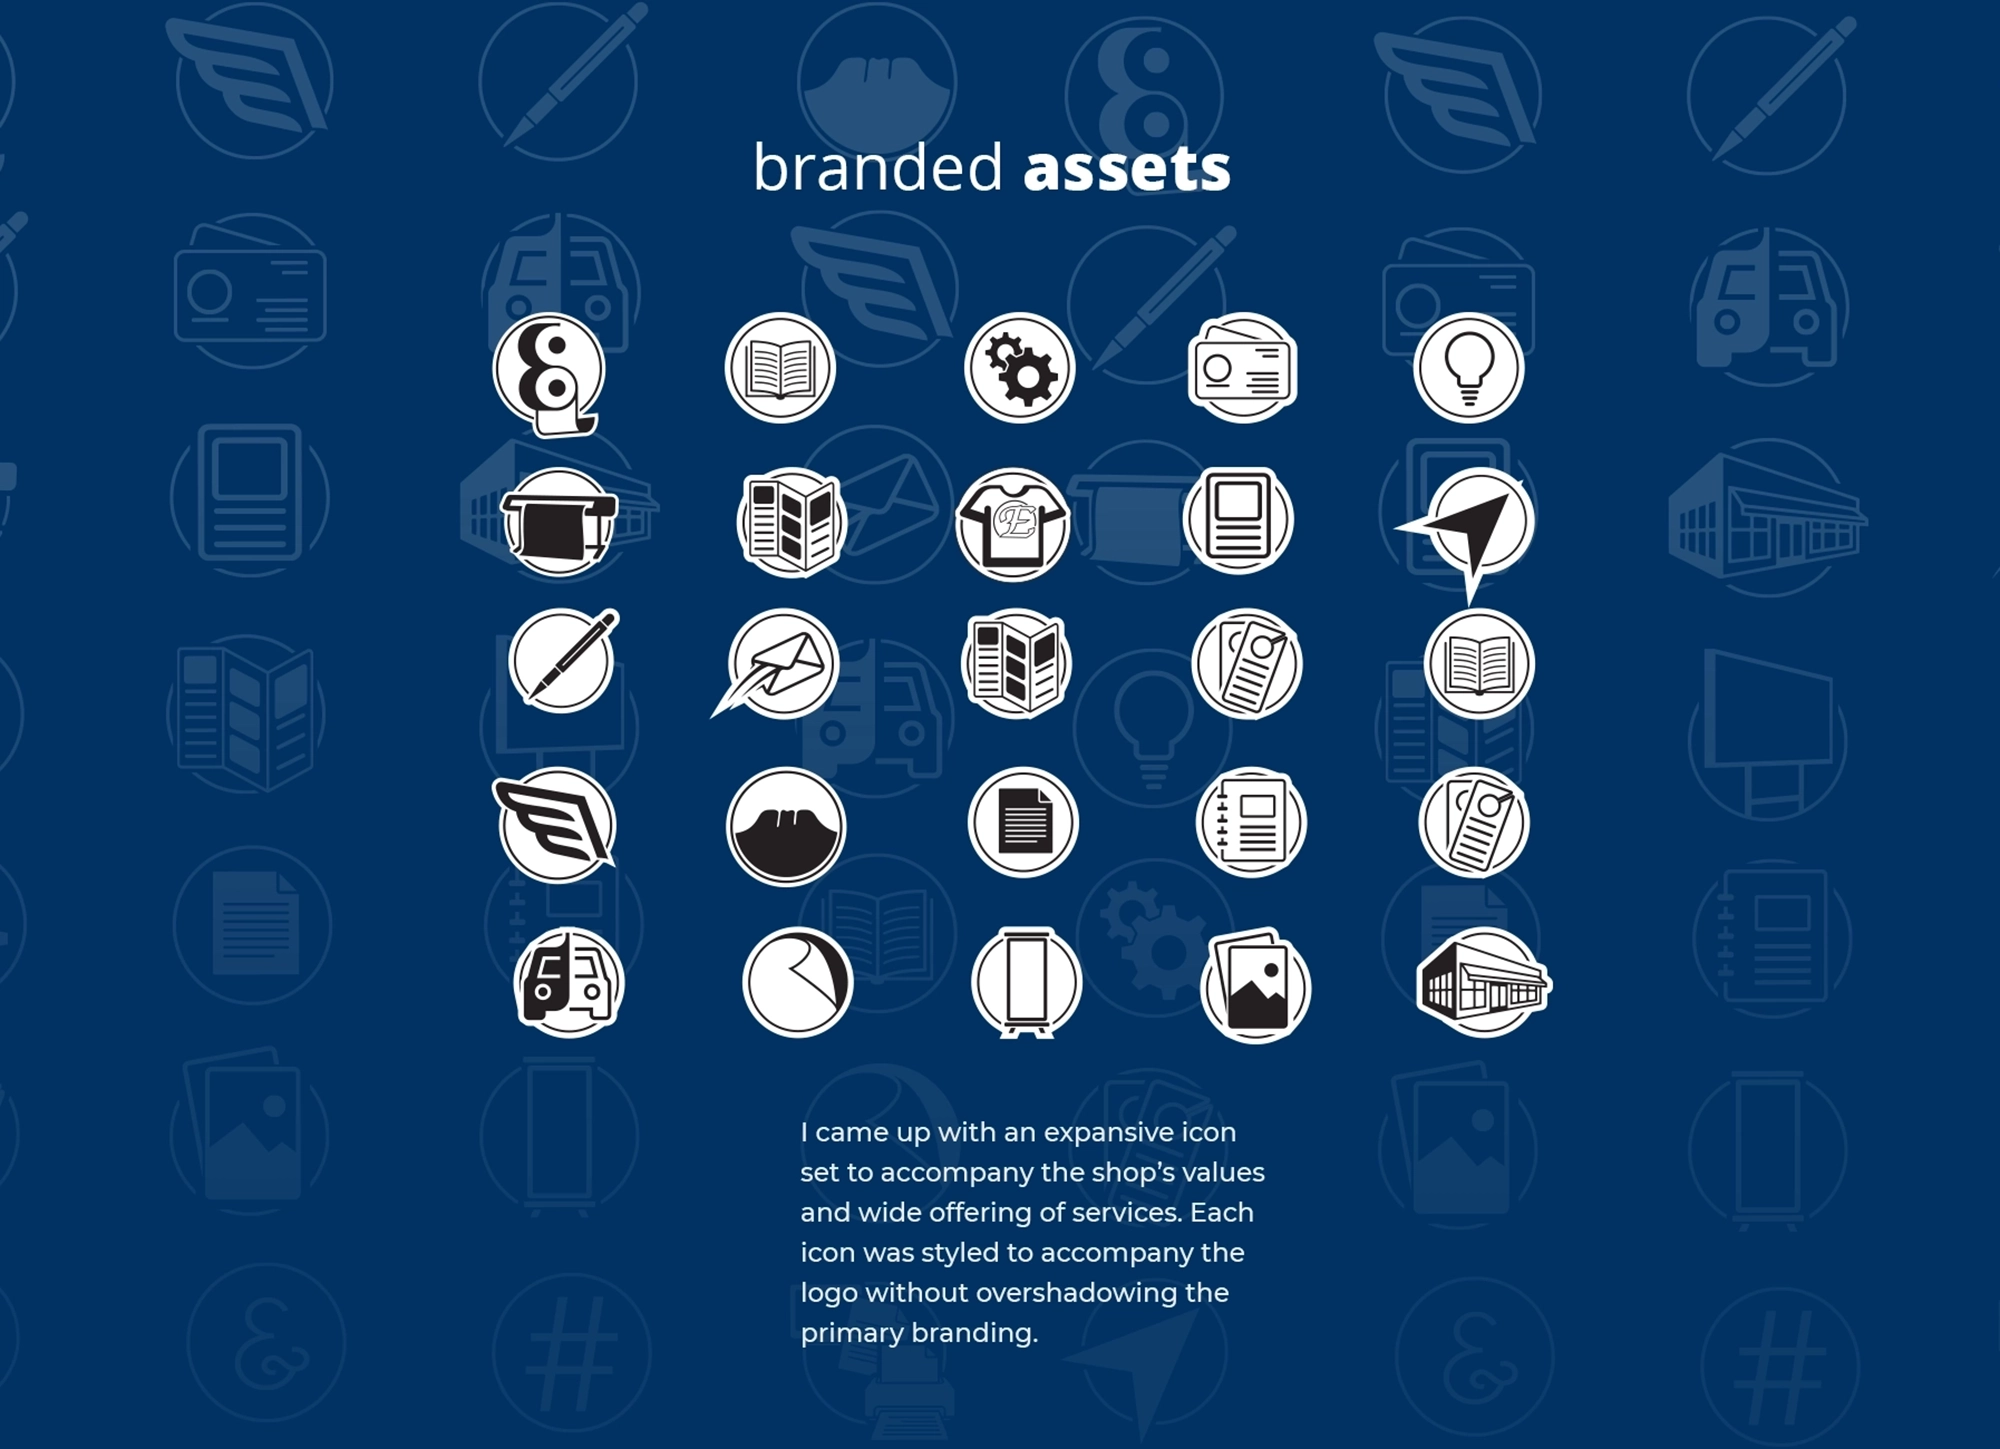 branded assets
E
I came up with an expansive icon
set to accompany the shop’s values
and wide offering of services. Each
icon was styled to accompany the
logo without overshadowing the
primary branding.
& # & #